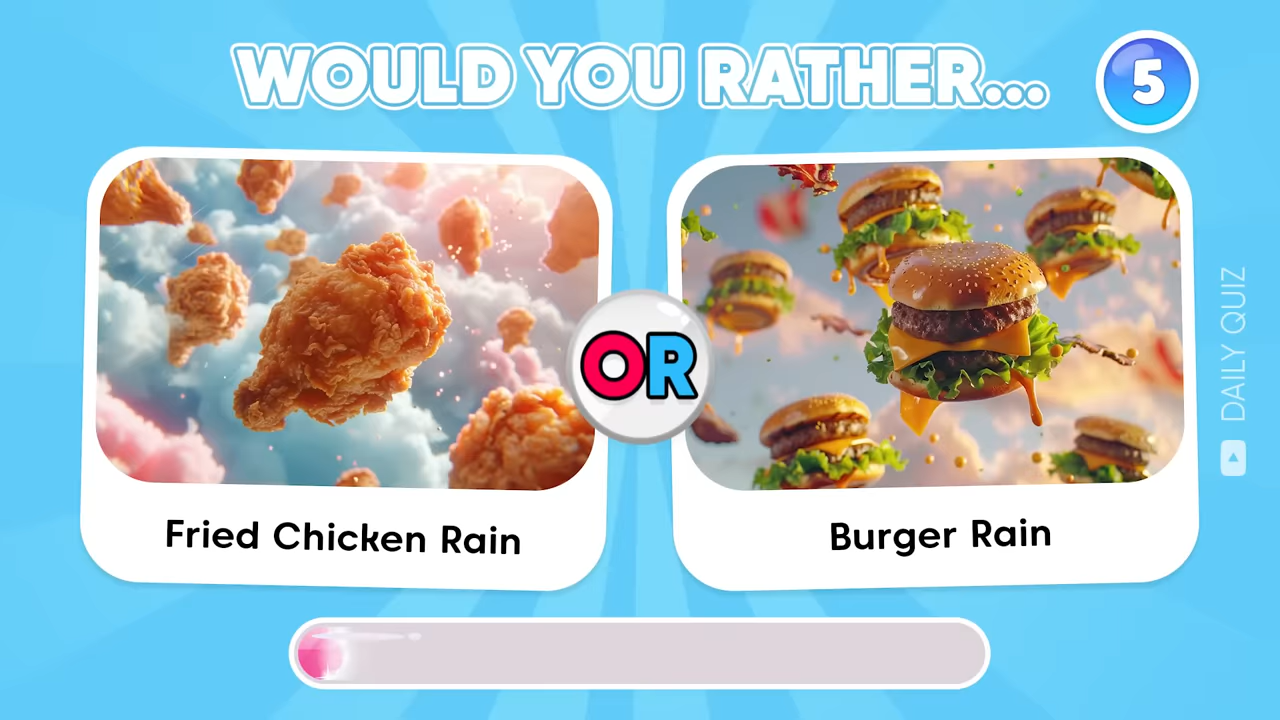 WOULD YOU RATHER...
5
OR
Fried Chicken Rain
Burger Rain
DAILY QUIZ